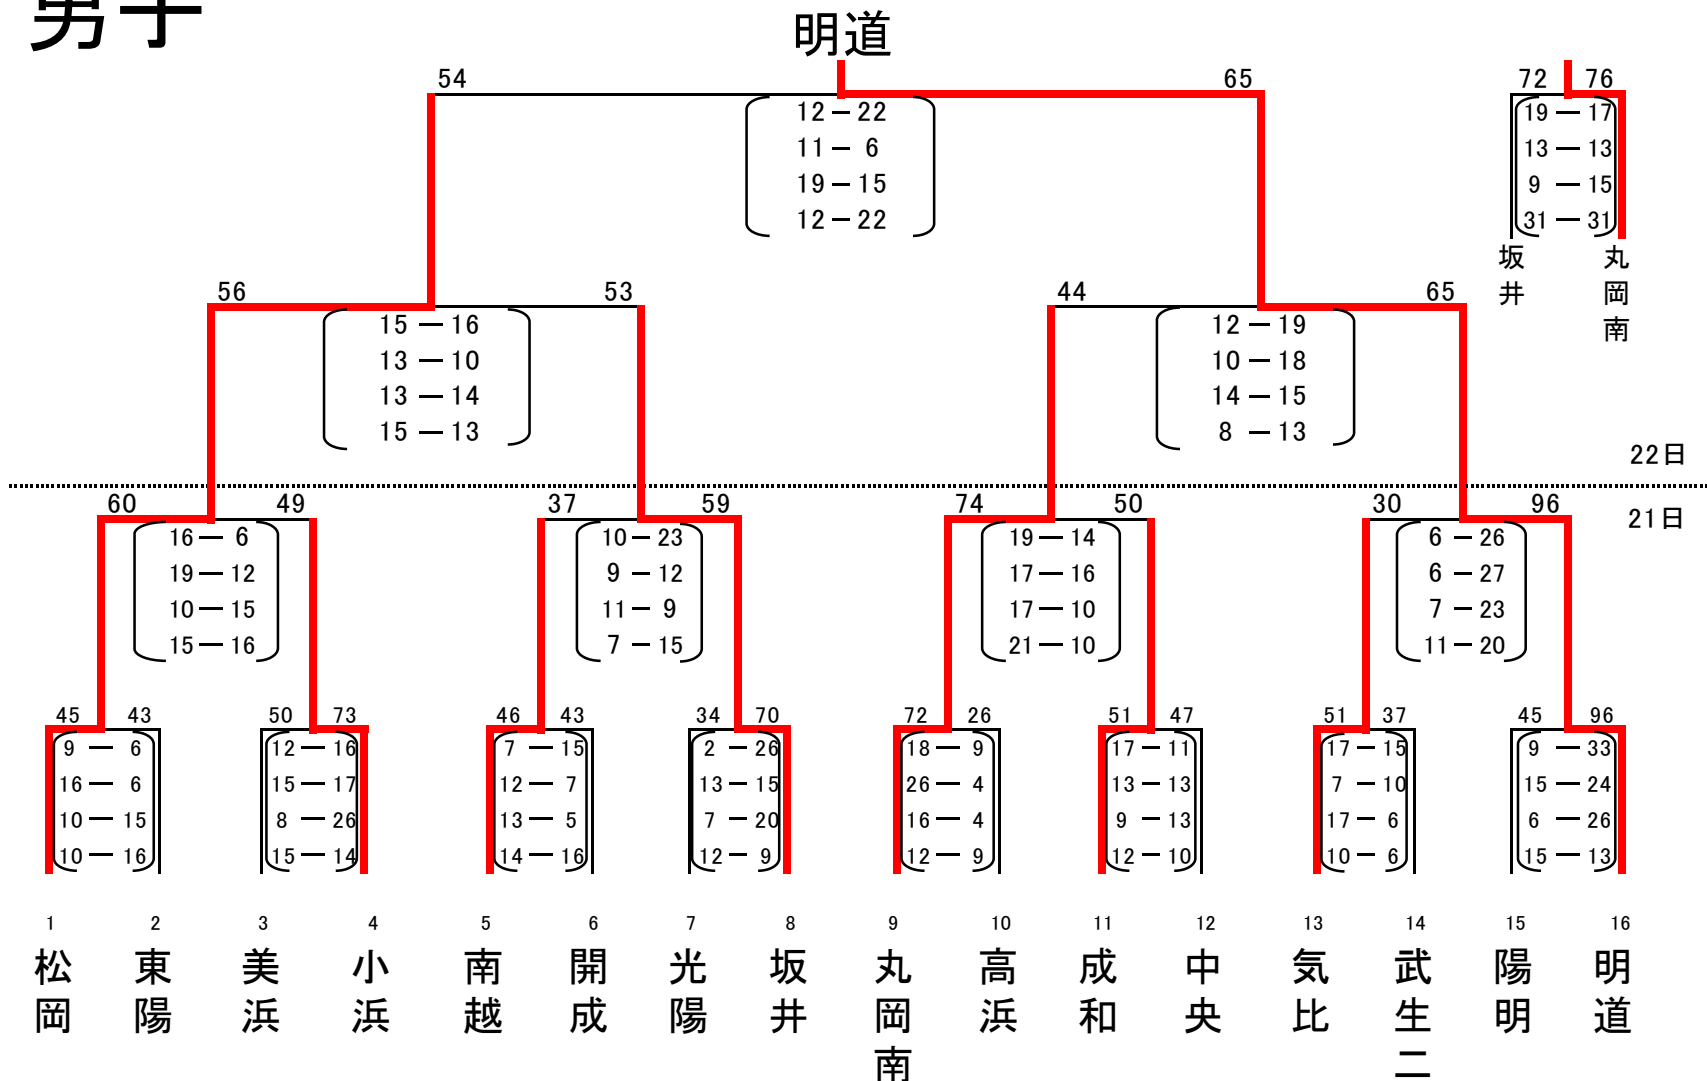 男子
明道
54 65 72 76
12 ― 22 19 ― 17
11 ― 6 13 ― 13
19 ― 15 9 ― 15
12 ― 22 31 ― 31
坂井 丸岡南
56 53 44 65
15 ― 16 12 ― 19
13 ― 10 10 ― 18
13 ― 14 14 ― 15
15 ― 13 8 ― 13
22日
60 49 37 59 74 50 30 96
21日
16 ― 6 10 ― 23 19 ― 14 6 ― 26
19 ― 12 9 ― 12 17 ― 16 6 ― 27
10 ― 15 11 ― 9 17 ― 10 7 ― 23
15 ― 16 7 ― 15 21 ― 10 11 ― 20
45 43 50 73 46 43 34 70 72 26 51 47 51 37 45 96
9 ― 6 12 ― 16 7 ― 15 2 ― 26 18 ― 9 17 ― 11 17 ― 15 9 ― 33
16 ― 6 15 ― 17 12 ― 7 13 ― 15 26 ― 4 13 ― 13 7 ― 10 15 ― 24
10 ― 15 8 ― 26 13 ― 5 7 ― 20 16 ― 4 9 ― 13 17 ― 6 6 ― 26
10 ― 16 15 ― 14 14 ― 16 12 ― 9 12 ― 9 12 ― 10 10 ― 6 15 ― 13
1 2 3 4 5 6 7 8 9 10 11 12 13 14 15 16
松岡 東陽 美浜 小浜 南越 開成 光陽 坂井 丸岡南 高浜 成和 中央 気比 武生二 陽明 明道